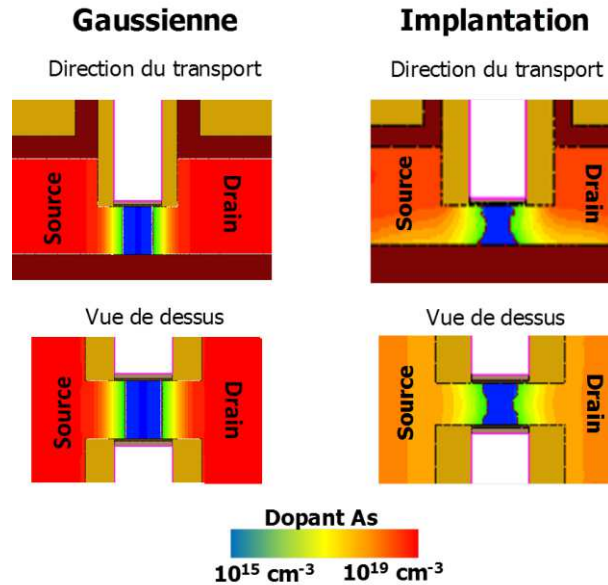 Gaussienne
Implantation
Direction du transport
Direction du transport
Source
Drain
Source
Drain
Vue de dessus
Vue de dessus
Source
Drain
Source
Drain
Dopant As
10¹⁵ cm⁻³
10¹⁹ cm⁻³